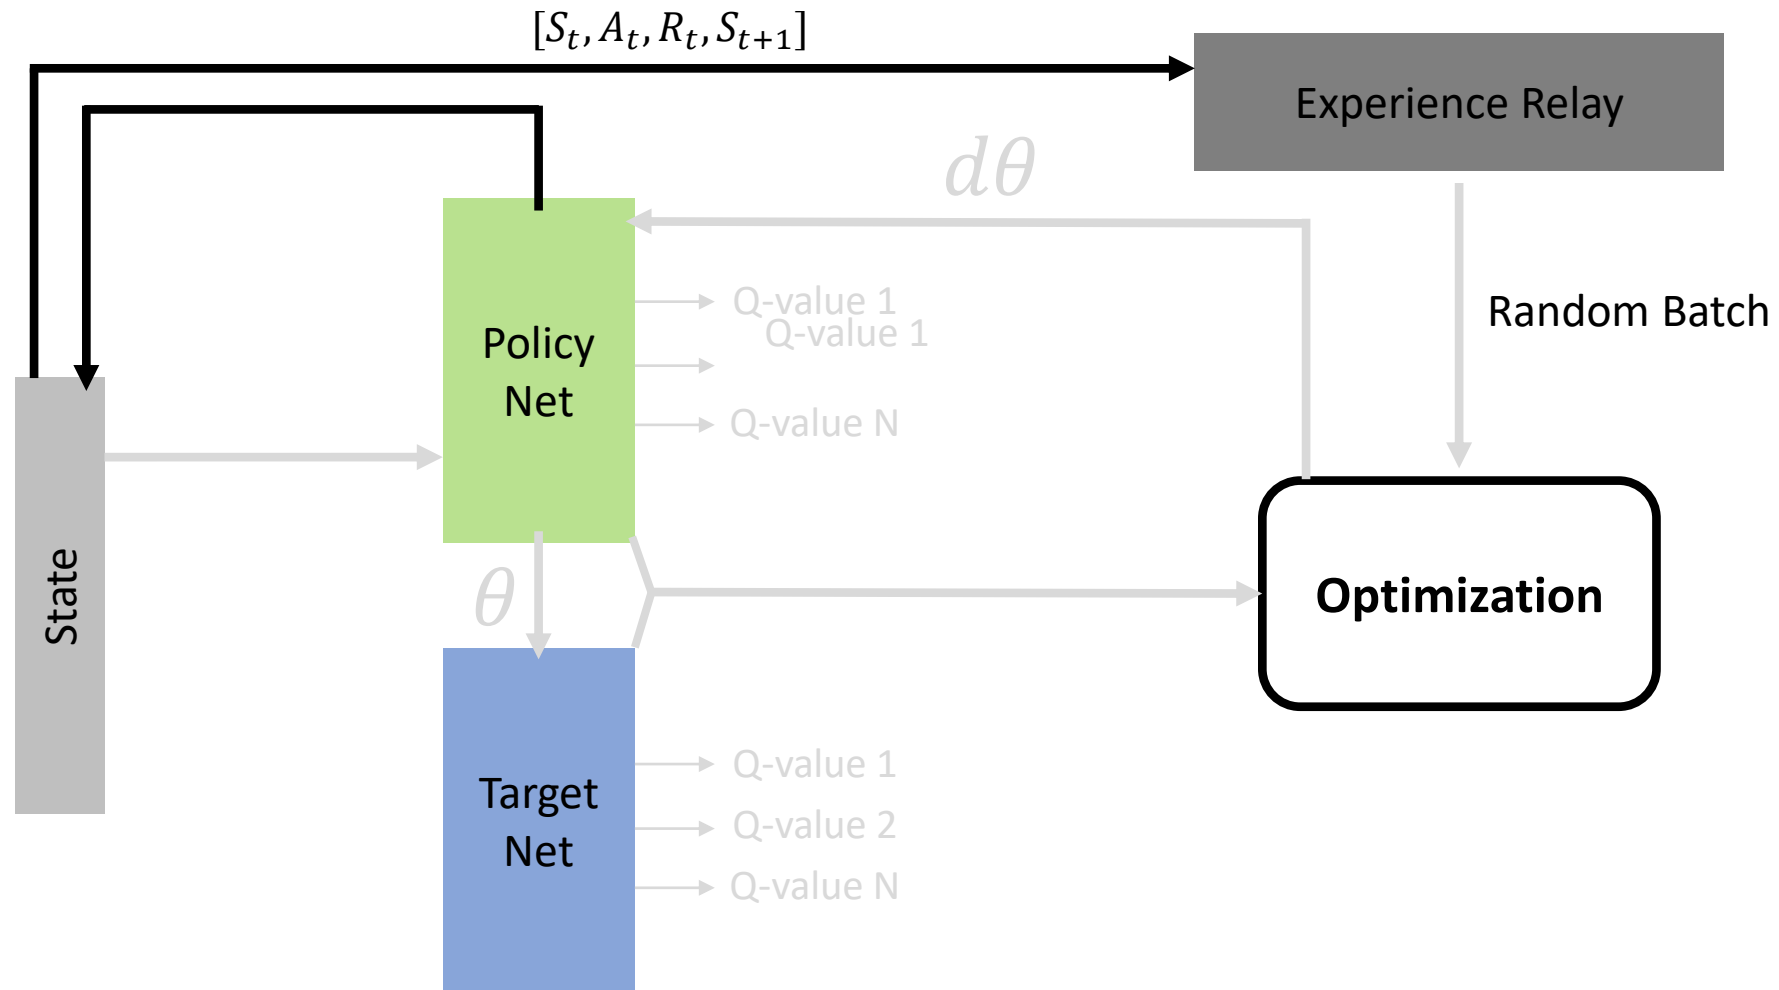 [S_t, A_t, R_t, S_{t+1}]
Experience Relay
dθ
Q-value 1
Q-value 1
Random Batch
Policy
Net
Q-value N
State
θ
Optimization
Q-value 1
Target
Net
Q-value 2
Q-value N